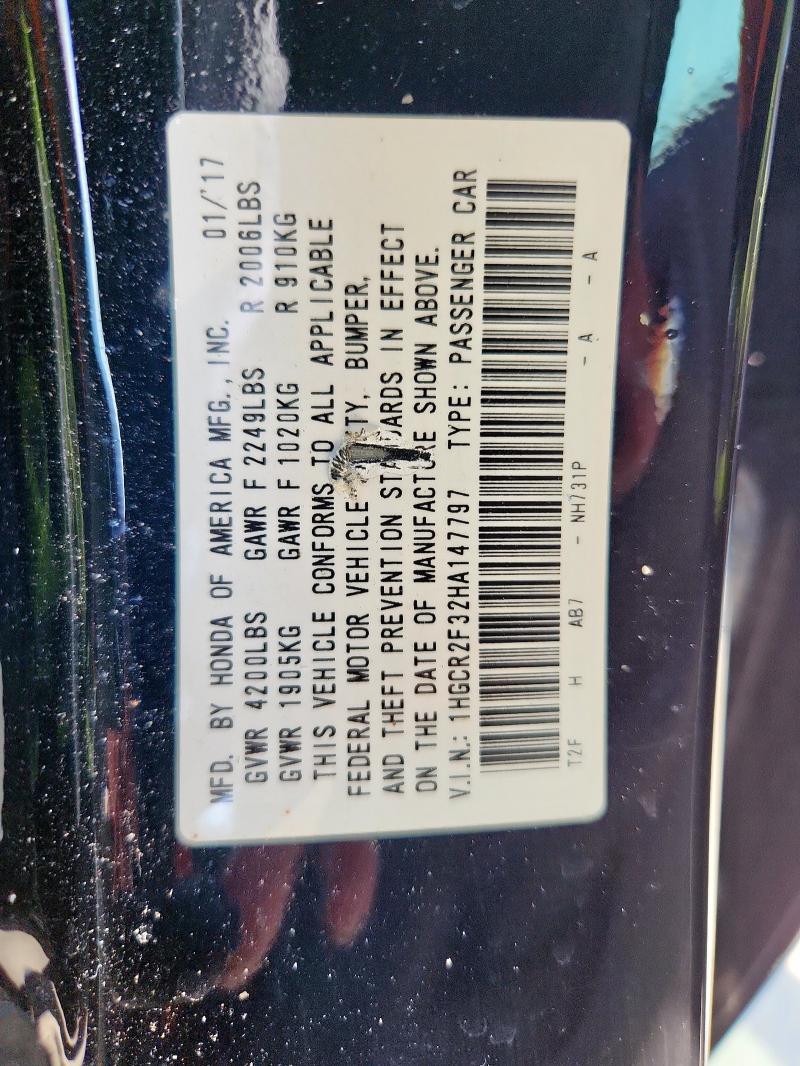 MFD. BY HONDA OF AMERICA MFG., INC. 01/'17
GVWR 4200LBS GAWR F 2249LBS R 2006LBS
GVWR 1905KG GAWR F 1020KG R 910KG
THIS VEHICLE CONFORMS TO ALL APPLICABLE
FEDERAL MOTOR VEHICLE TY, BUMPER,
AND THEFT PREVENTION STA ARDS IN EFFECT
ON THE DATE OF MANUFACTURE SHOWN ABOVE.
V.I.N.: 1HGCR2F32HA147797 TYPE: PASSENGER CAR
T2F H AB7 - NH731P - A - A